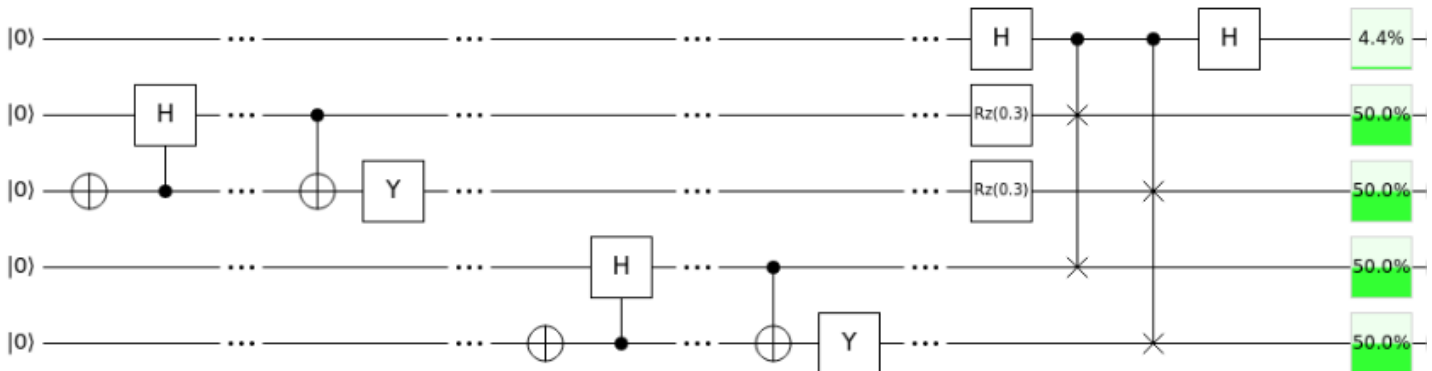 |0⟩ ... ... ... ... H H 4.4%
|0⟩ H ... ... ... ... Rz(0.3) 50.0%
|0⟩ ... Y ... ... ... Rz(0.3) 50.0%
|0⟩ ... ... H ... ... 50.0%
|0⟩ ... ... ... Y ... 50.0%